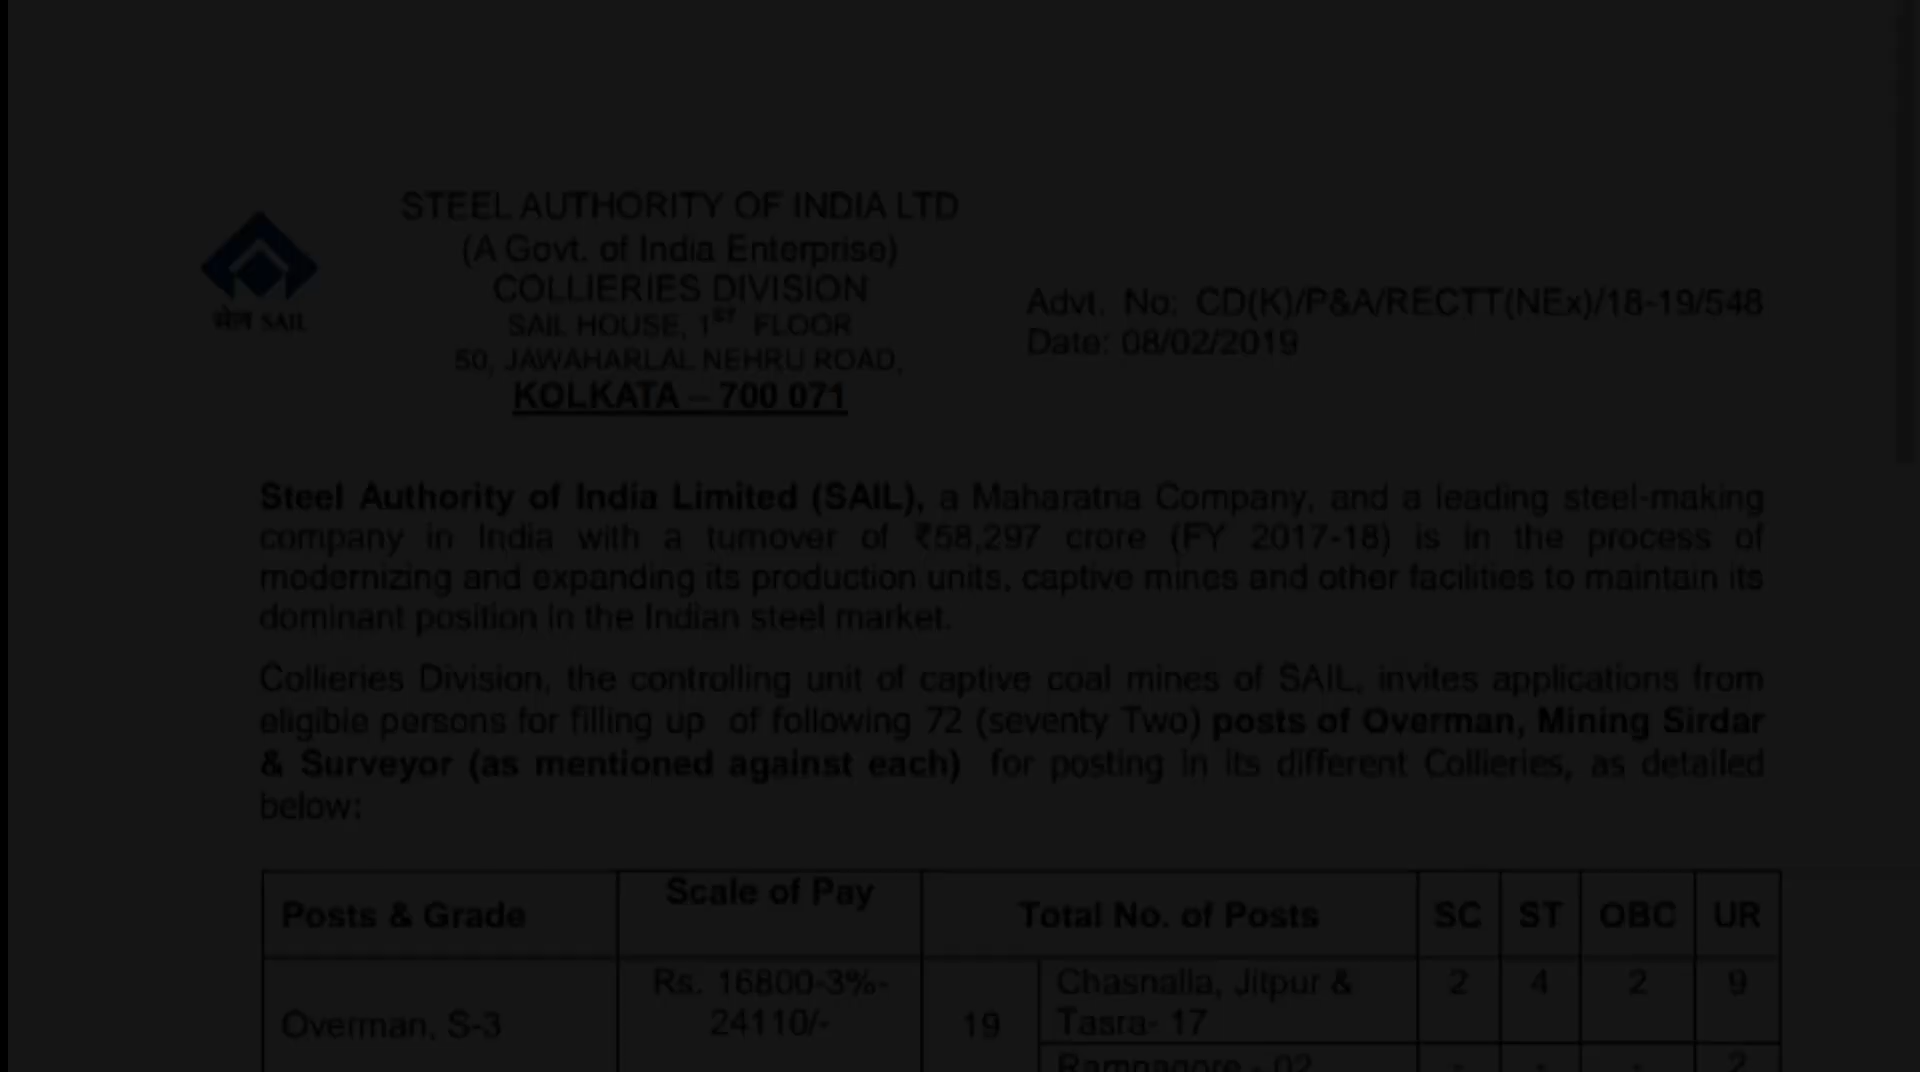 STEEL AUTHORITY OF INDIA LTD
(A Govt. of India Enterprise)
COLLIERIES DIVISION
SAIL HOUSE, 1ST FLOOR
50, JAWAHARLAL NEHRU ROAD,
KOLKATA – 700 071
सेल SAIL
Advt. No: CD(K)/P&A/RECTT(NEx)/18-19/548
Date: 08/02/2019
Steel Authority of India Limited (SAIL), a Maharatna Company, and a leading steel-making
company in India with a turnover of ₹58,297 crore (FY 2017-18) is in the process of
modernizing and expanding its production units, captive mines and other facilities to maintain its
dominant position in the Indian steel market.
Collieries Division, the controlling unit of captive coal mines of SAIL, invites applications from
eligible persons for filling up of following 72 (seventy Two) posts of Overman, Mining Sirdar
& Surveyor (as mentioned against each) for posting in its different Collieries, as detailed
below:
Posts & Grade Scale of Pay Total No. of Posts SC ST OBC UR
Overman, S-3 Rs. 16800-3%-
24110/- 19 Chasnalla, Jitpur &
Tasra- 17 2 4 2 9
Ramnagore - 02 - - - 2